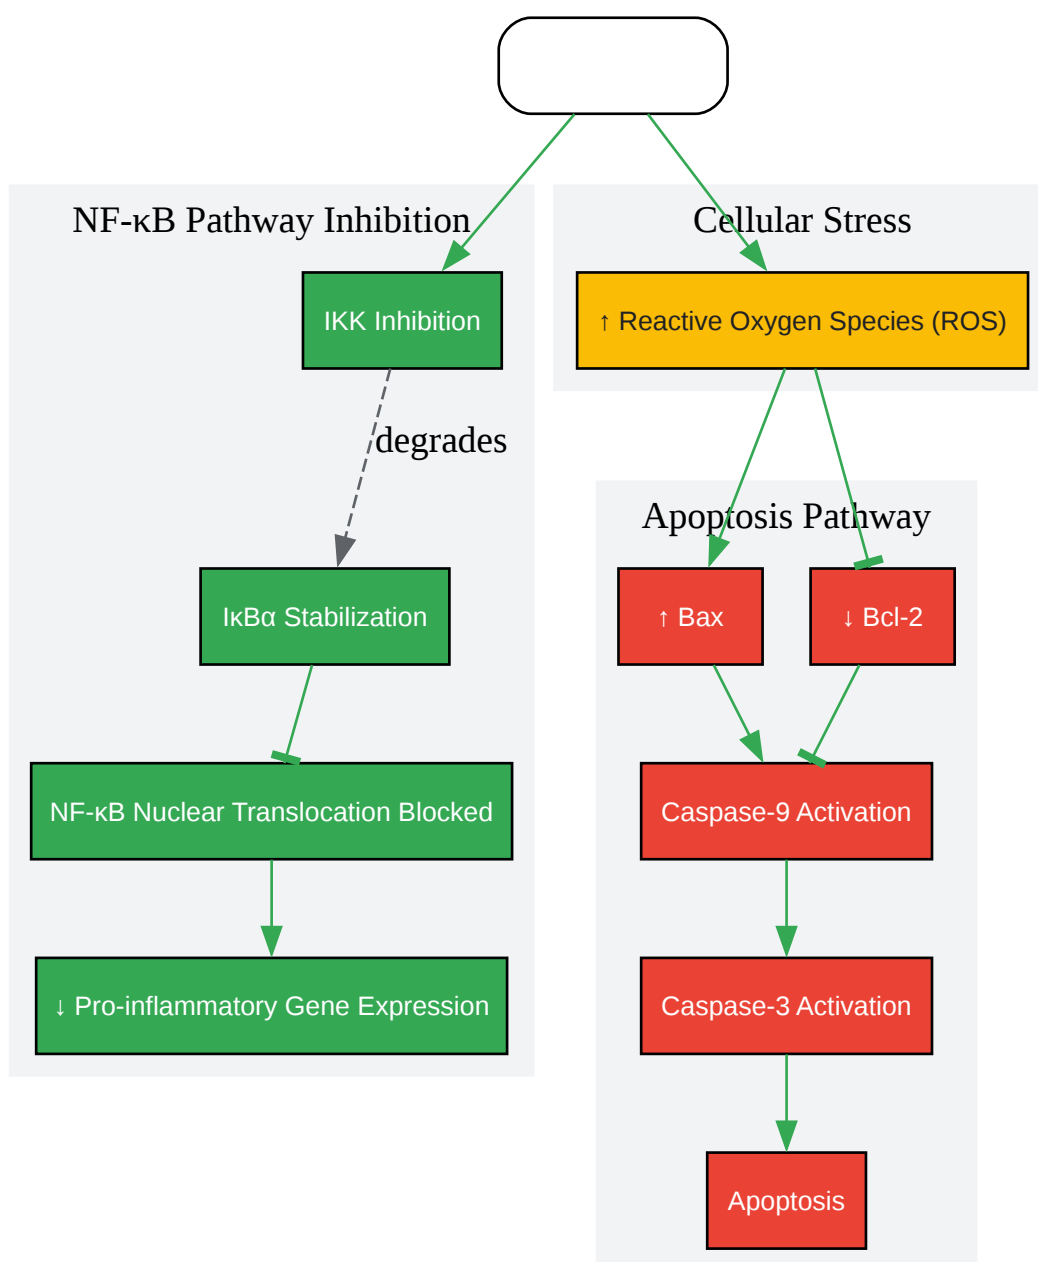 NF-κB Pathway Inhibition
Cellular Stress
IKK Inhibition
↑ Reactive Oxygen Species (ROS)
degrades
Apoptosis Pathway
IκBα Stabilization
↑ Bax
↓ Bcl-2
NF-κB Nuclear Translocation Blocked
Caspase-9 Activation
↓ Pro-inflammatory Gene Expression
Caspase-3 Activation
Apoptosis